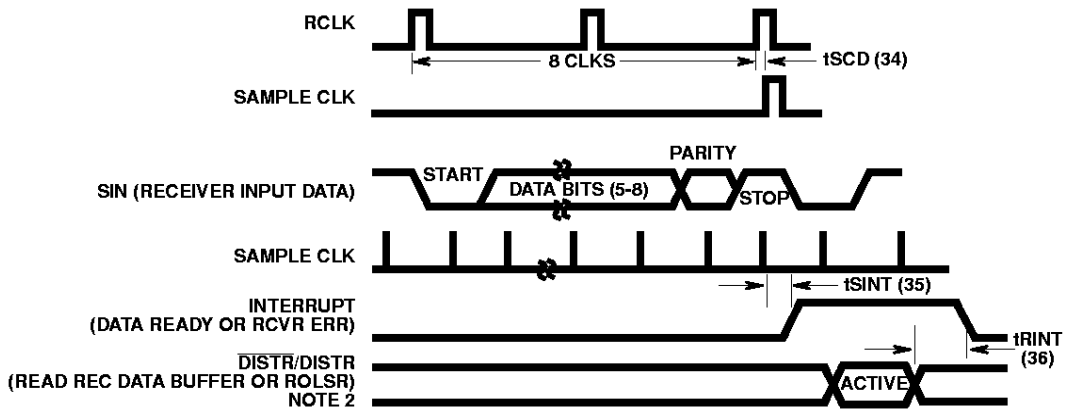 RCLK
8 CLKS
tSCD (34)
SAMPLE CLK
PARITY
START
SIN (RECEIVER INPUT DATA)
DATA BITS (5-8)
STOP
SAMPLE CLK
tSINT (35)
INTERRUPT
(DATA READY OR RCVR ERR)
tRINT
(36)
DISTR/DISTR
(READ REC DATA BUFFER OR ROLSR)
ACTIVE
NOTE 2